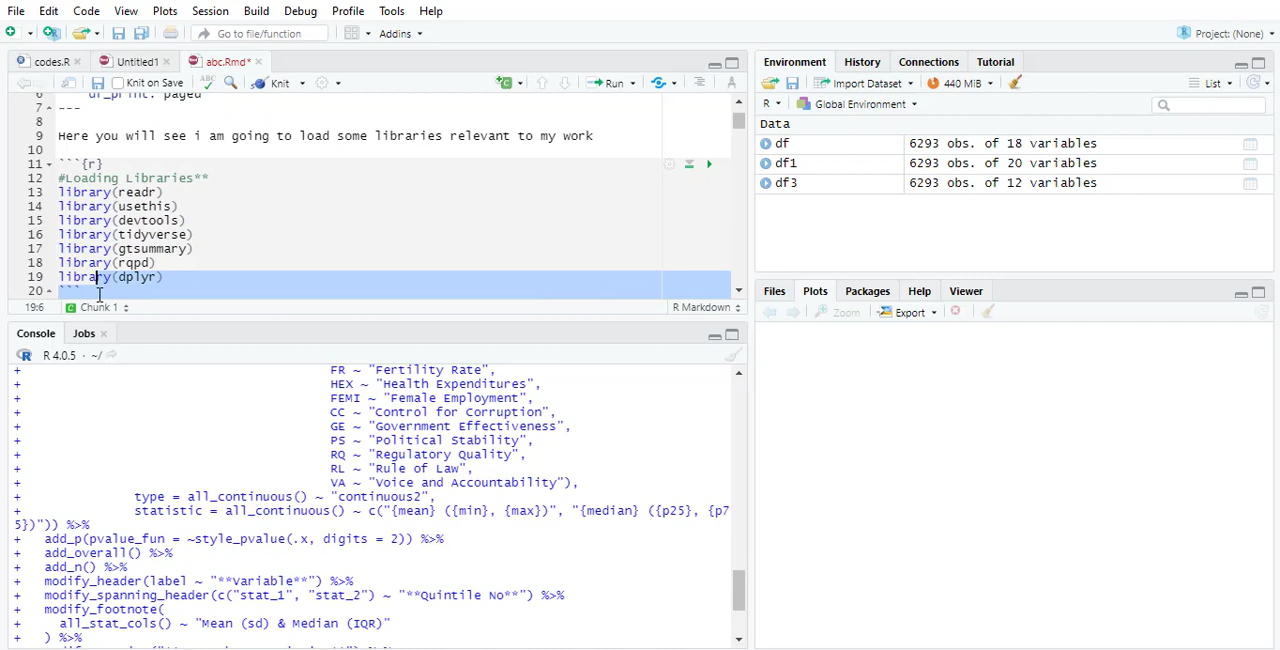 File Edit Code View Plots Session Build Debug Profile Tools Help
Go to file/function Addins Project: (None)
codes.R Untitled1 abc.Rmd*
Knit on Save Knit Run
df_print: paged
7 ---
8
9 Here you will see i am going to load some libraries relevant to my work
10
11 ```{r}
12 #Loading Libraries**
13 library(readr)
14 library(usethis)
15 library(devtools)
16 library(tidyverse)
17 library(gtsummary)
18 library(rqpd)
19 library(dplyr)
20 ```
19:6 Chunk 1 R Markdown
Console Jobs
R 4.0.5 · ~/
+ FR ~ "Fertility Rate",
+ HEX ~ "Health Expenditures",
+ FEMI ~ "Female Employment",
+ CC ~ "Control for Corruption",
+ GE ~ "Government Effectiveness",
+ PS ~ "Political Stability",
+ RQ ~ "Regulatory Quality",
+ RL ~ "Rule of Law",
+ VA ~ "Voice and Accountability"),
+ type = all_continuous() ~ "continuous2",
+ statistic = all_continuous() ~ c("{mean} ({min}, {max})", "{median} ({p25}, {p7
5})")) %>%
+ add_p(pvalue_fun = ~style_pvalue(.x, digits = 2)) %>%
+ add_overall() %>%
+ add_n() %>%
+ modify_header(label ~ "**Variable**") %>%
+ modify_spanning_header(c("stat_1", "stat_2") ~ "**Quintile No**") %>%
+ modify_footnote(
+ all_stat_cols() ~ "Mean (sd) & Median (IQR)"
+ ) %>%
Environment History Connections Tutorial
Import Dataset 440 MiB List
R Global Environment
Data
df 6293 obs. of 18 variables
df1 6293 obs. of 20 variables
df3 6293 obs. of 12 variables
Files Plots Packages Help Viewer
Zoom Export